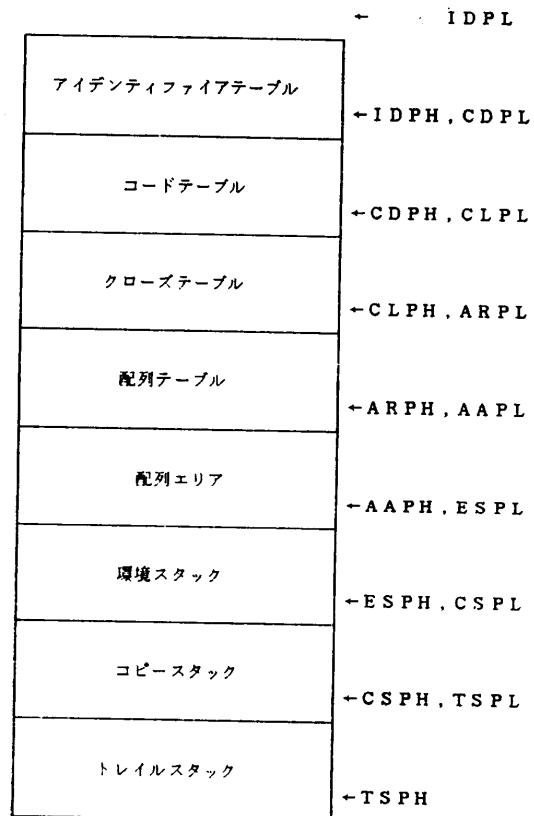 ← IDPL
アイデンティファイアテーブル
←IDPH,CDPL
コードテーブル
←CDPH,CLPL
クローズテーブル
←CLPH,ARPL
配列テーブル
←ARPH,AAPL
配列エリア
←AAPH,ESPL
環境スタック
←ESPH,CSPL
コピースタック
←CSPH,TSPL
トレイルスタック
←TSPH